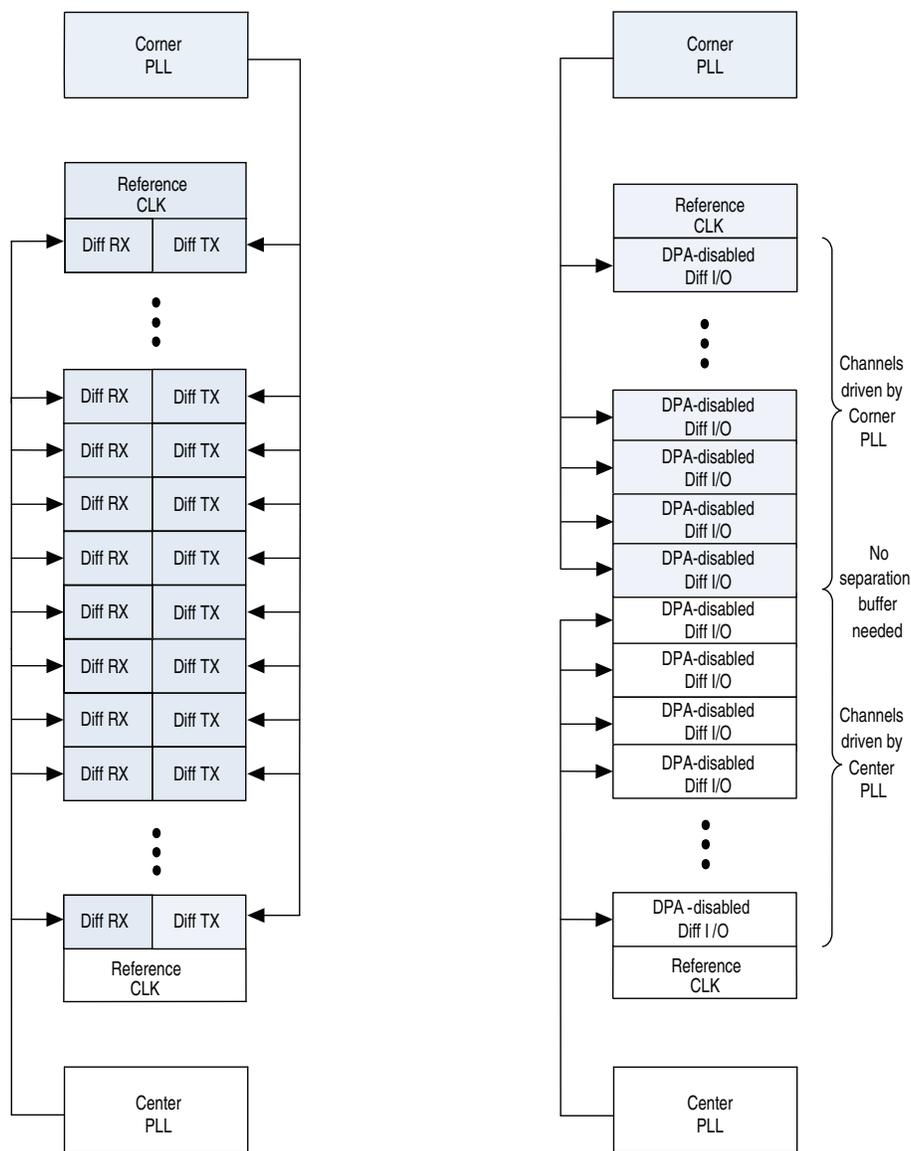 Corner
PLL
Reference
CLK
Diff RX Diff TX
Diff RX Diff TX
Diff RX Diff TX
Diff RX Diff TX
Diff RX Diff TX
Diff RX Diff TX
Diff RX Diff TX
Diff RX Diff TX
Diff RX Diff TX
Diff RX Diff TX
Reference
CLK
Center
PLL
Corner
PLL
Reference
CLK
DPA-disabled
Diff I/O
DPA-disabled
Diff I/O
DPA-disabled
Diff I/O
DPA-disabled
Diff I/O
DPA-disabled
Diff I/O
DPA-disabled
Diff I/O
DPA-disabled
Diff I/O
DPA-disabled
Diff I/O
DPA-disabled
Diff I/O
DPA -disabled
Diff I /O
Reference
CLK
Center
PLL
Channels
driven by
Corner
PLL
No
separation
buffer
needed
Channels
driven by
Center
PLL